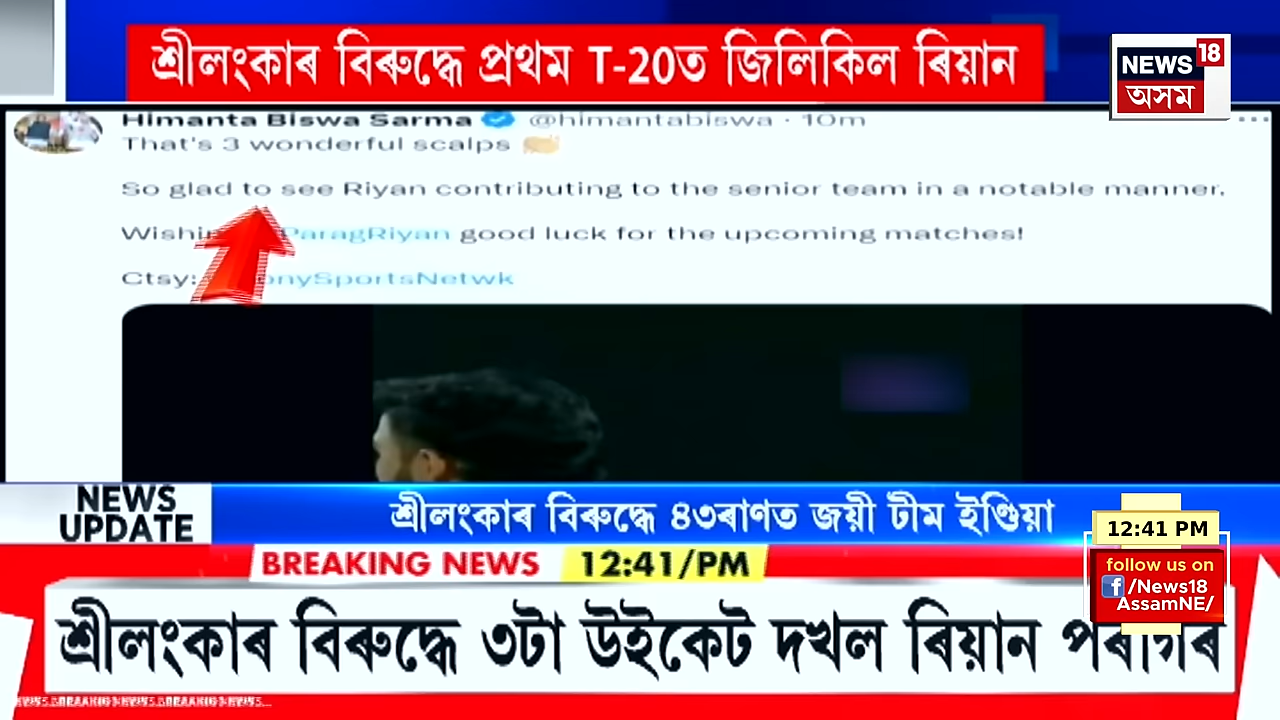 শ্ৰীলংকাৰ বিৰুদ্ধে প্ৰথম T-20ত জিলিকিল ৰিয়ান
NEWS 18
অসম
Himanta Biswa Sarma @himantabiswa · 10m
That's 3 wonderful scalps
So glad to see Riyan contributing to the senior team in a notable manner.
ParagRiyan good luck for the upcoming matches!
Ctsy:
NEWS UPDATE
শ্ৰীলংকাৰ বিৰুদ্ধে ৪৩ৰাণত জয়ী টীম ইণ্ডিয়া
12:41 PM
BREAKING NEWS 12:41/PM
follow us on
f /News18
AssamNE/
শ্ৰীলংকাৰ বিৰুদ্ধে ৩টা উইকেট দখল ৰিয়ান পৰাগৰ